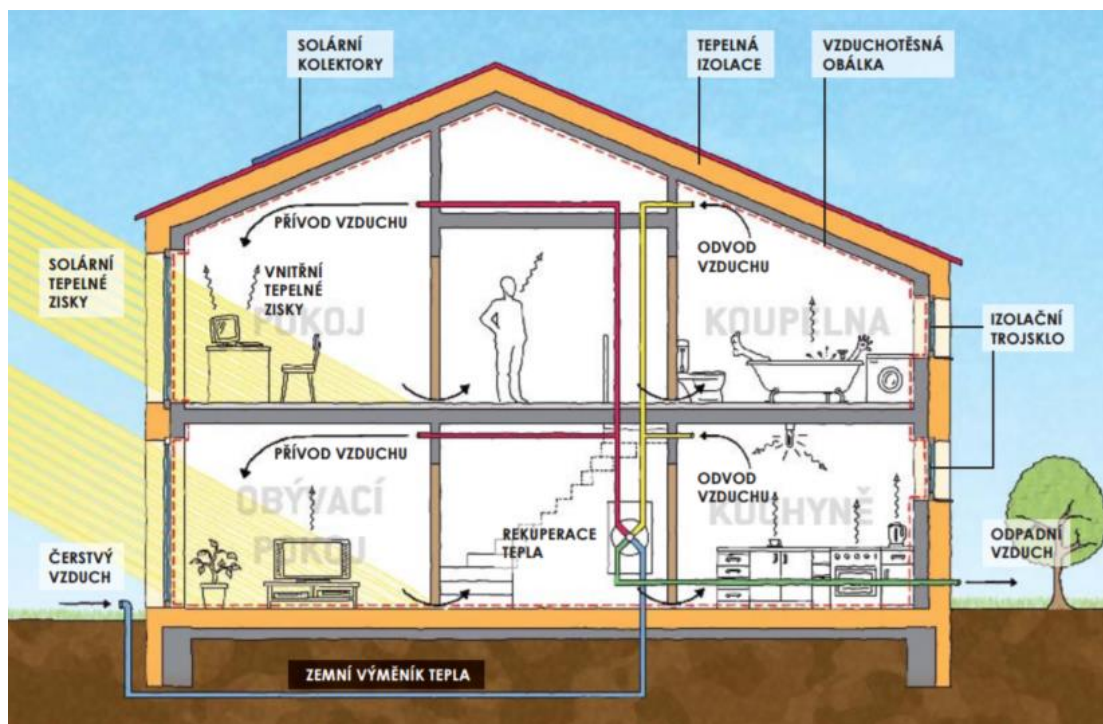 SOLÁRNÍ
KOLEKTORY
TEPELNÁ
IZOLACE
VZDUCHOTĚSNÁ
OBÁLKA
PŘÍVOD VZDUCHU
ODVOD
VZDUCHU
SOLÁRNÍ
TEPELNÉ
ZISKY
VNITŘNÍ
TEPELNÉ
ZISKY
POKOJ
KOUPELNA
IZOLAČNÍ
TROJSKLO
PŘÍVOD VZDUCHU
ODVOD
VZDUCHU
OBÝVACÍ
POKOJ
KUCHYNĚ
REKUPERACE
TEPLA
ČERSTVÝ
VZDUCH
ODPADNÍ
VZDUCH
ZEMNÍ VÝMĚNÍK TEPLA